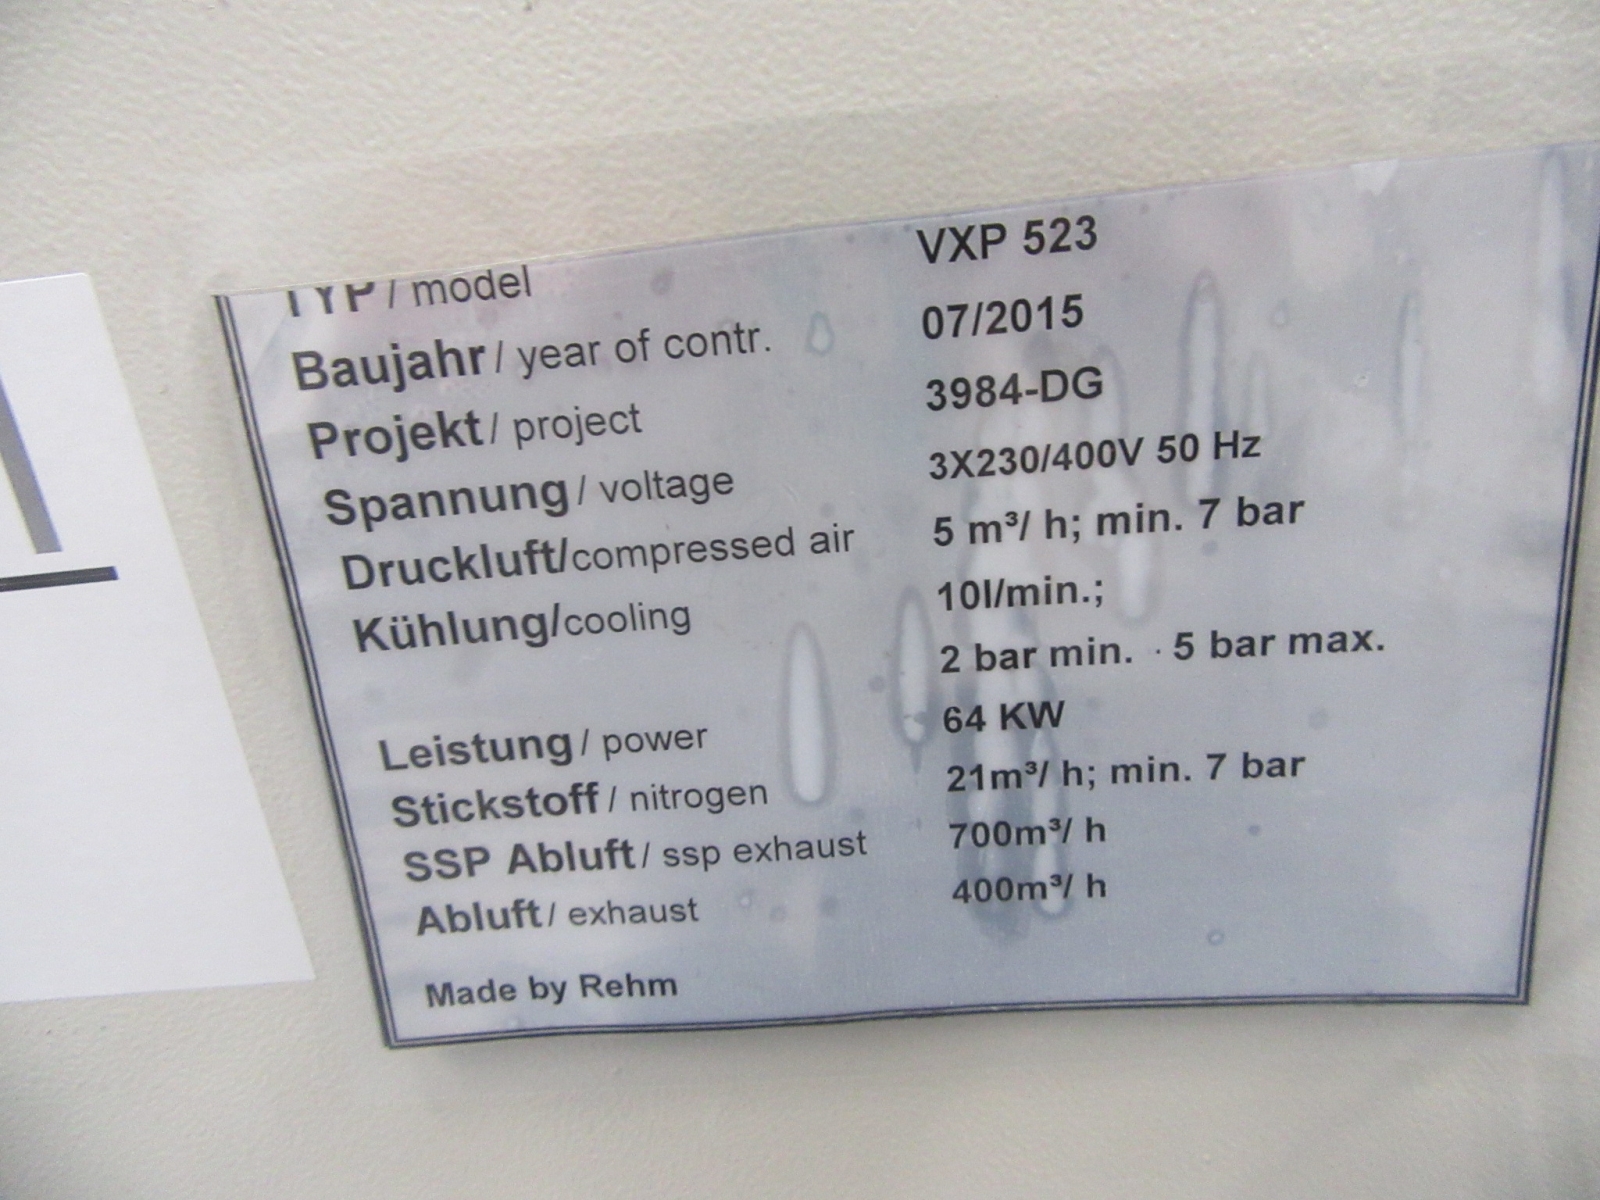 TYP / model VXP 523
Baujahr / year of contr. 07/2015
Projekt / project 3984-DG
Spannung / voltage 3X230/400V 50 Hz
Druckluft/compressed air 5 m³/ h; min. 7 bar
Kühlung/cooling 10l/min.;
2 bar min. · 5 bar max.
Leistung / power 64 KW
Stickstoff / nitrogen 21m³/ h; min. 7 bar
SSP Abluft / ssp exhaust 700m³/ h
Abluft / exhaust 400m³/ h
Made by Rehm